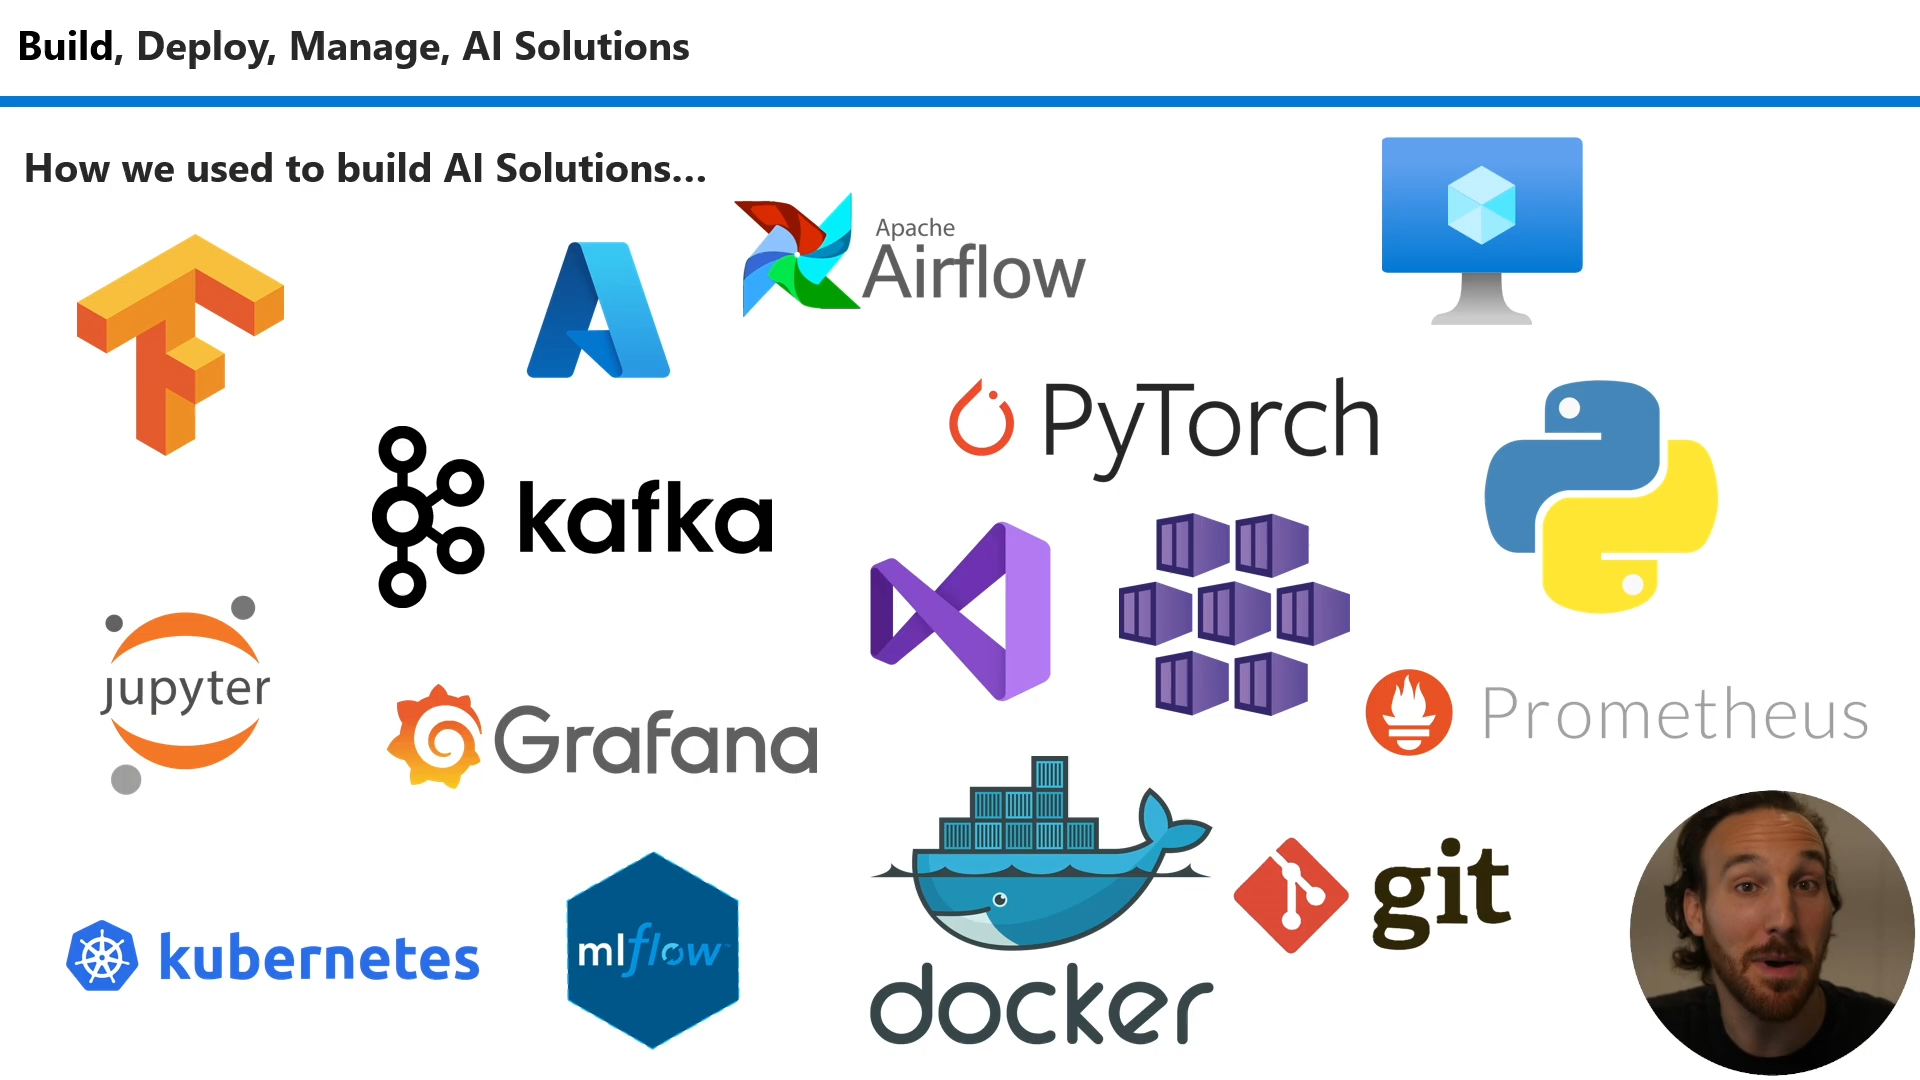 Build, Deploy, Manage, AI Solutions
How we used to build AI Solutions...
Apache
Airflow
PyTorch
kafka
jupyter
Grafana
Prometheus
git
kubernetes
mlflow
docker